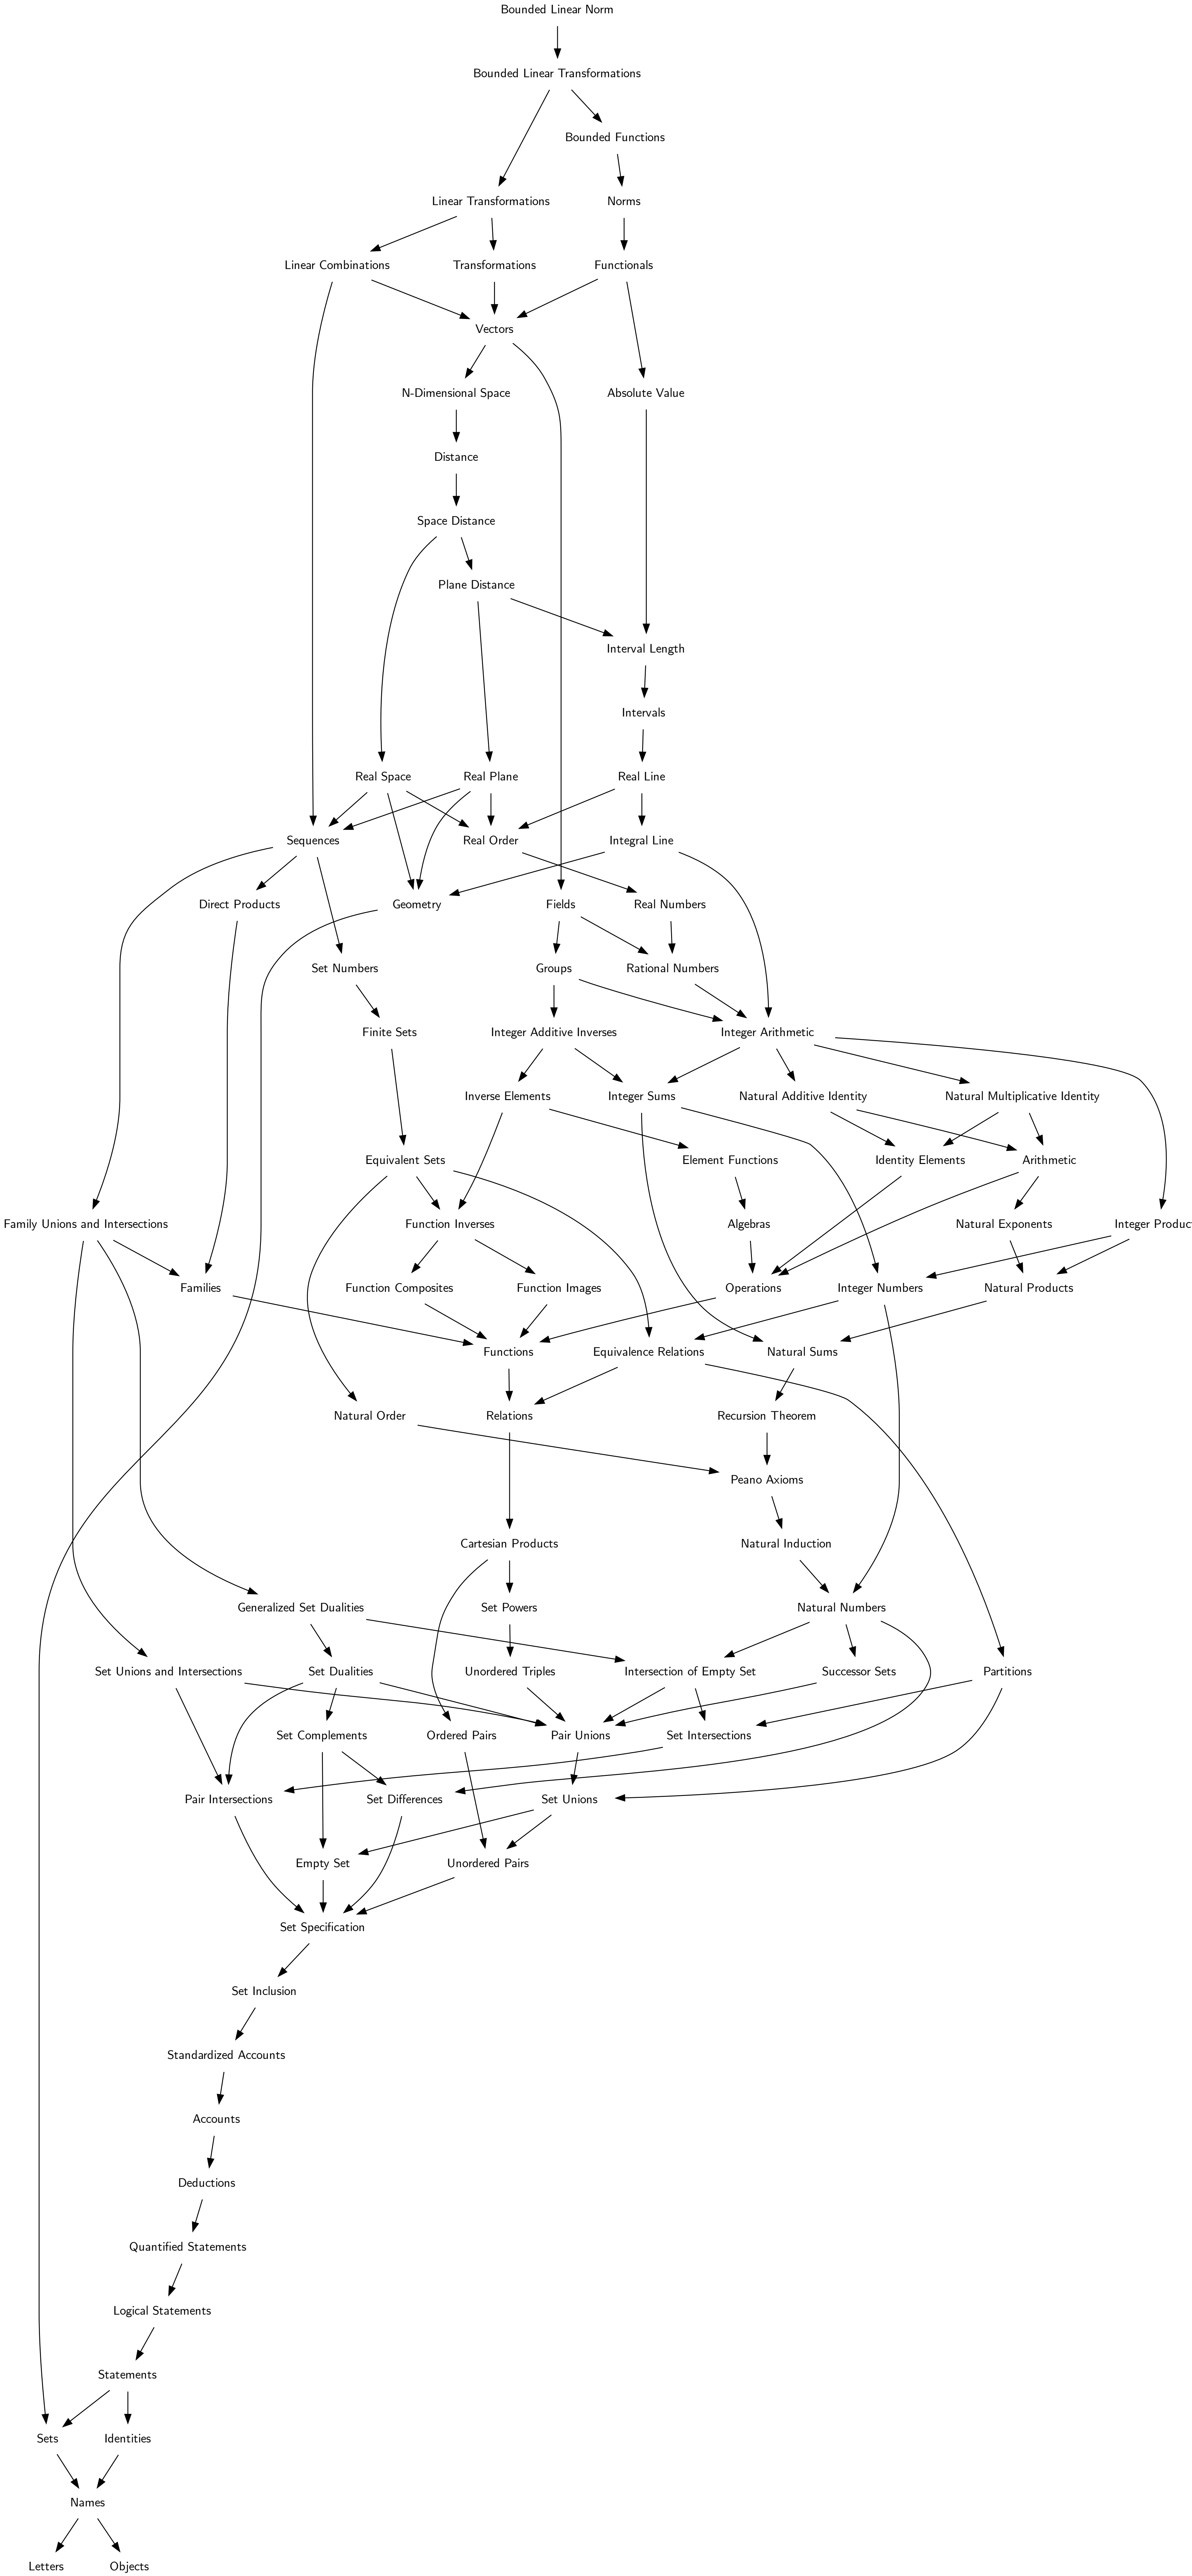 Bounded Linear Norm
Bounded Linear Transformations
Bounded Functions
Linear Transformations
Norms
Linear Combinations
Transformations
Functionals
Vectors
N-Dimensional Space
Absolute Value
Distance
Space Distance
Plane Distance
Interval Length
Intervals
Real Space
Real Plane
Real Line
Sequences
Real Order
Integral Line
Direct Products
Geometry
Fields
Real Numbers
Set Numbers
Groups
Rational Numbers
Finite Sets
Integer Additive Inverses
Integer Arithmetic
Inverse Elements
Integer Sums
Natural Additive Identity
Natural Multiplicative Identity
Equivalent Sets
Element Functions
Identity Elements
Arithmetic
Family Unions and Intersections
Function Inverses
Algebras
Natural Exponents
Integer Produc
Families
Function Composites
Function Images
Operations
Integer Numbers
Natural Products
Functions
Equivalence Relations
Natural Sums
Natural Order
Relations
Recursion Theorem
Peano Axioms
Cartesian Products
Natural Induction
Generalized Set Dualities
Set Powers
Natural Numbers
Set Unions and Intersections
Set Dualities
Unordered Triples
Intersection of Empty Set
Successor Sets
Partitions
Set Complements
Ordered Pairs
Pair Unions
Set Intersections
Pair Intersections
Set Differences
Set Unions
Empty Set
Unordered Pairs
Set Specification
Set Inclusion
Standardized Accounts
Accounts
Deductions
Quantified Statements
Logical Statements
Statements
Sets
Identities
Names
Letters
Objects